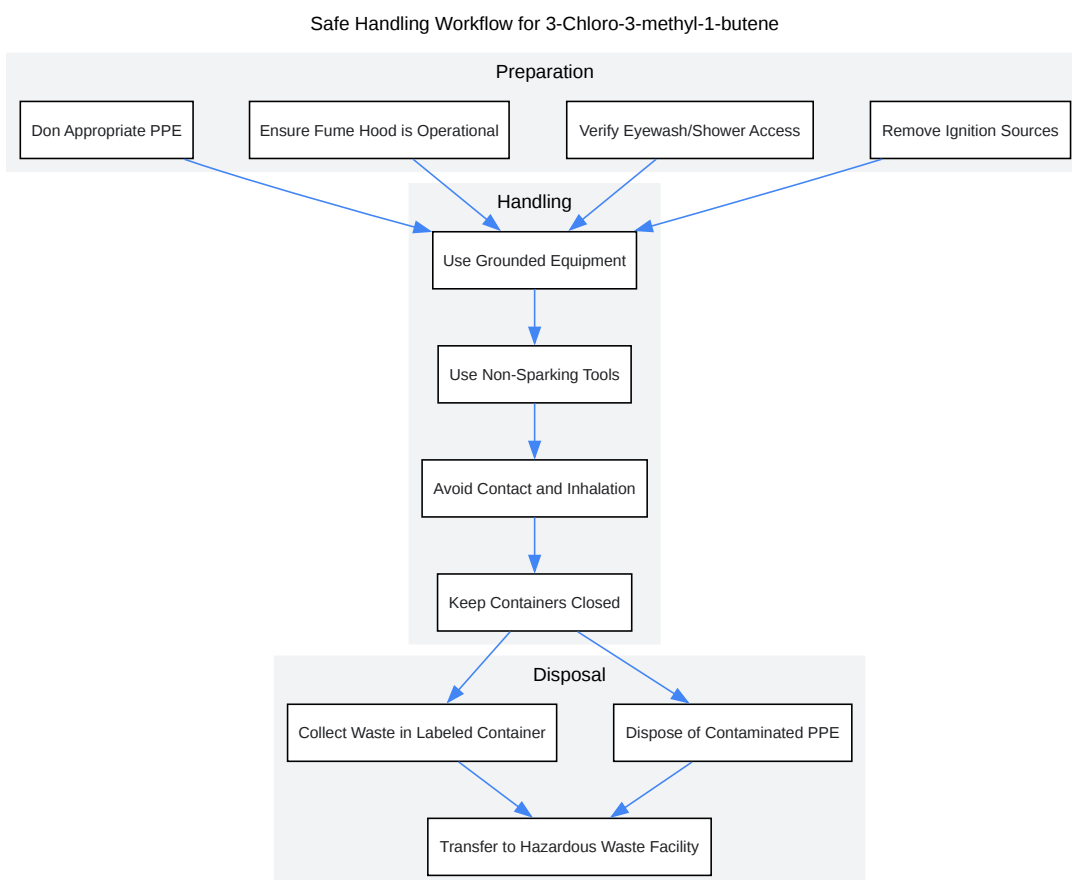 Safe Handling Workflow for 3-Chloro-3-methyl-1-butene
Preparation
Don Appropriate PPE
Ensure Fume Hood is Operational
Verify Eyewash/Shower Access
Remove Ignition Sources
Handling
Use Grounded Equipment
Use Non-Sparking Tools
Avoid Contact and Inhalation
Keep Containers Closed
Disposal
Collect Waste in Labeled Container
Dispose of Contaminated PPE
Transfer to Hazardous Waste Facility